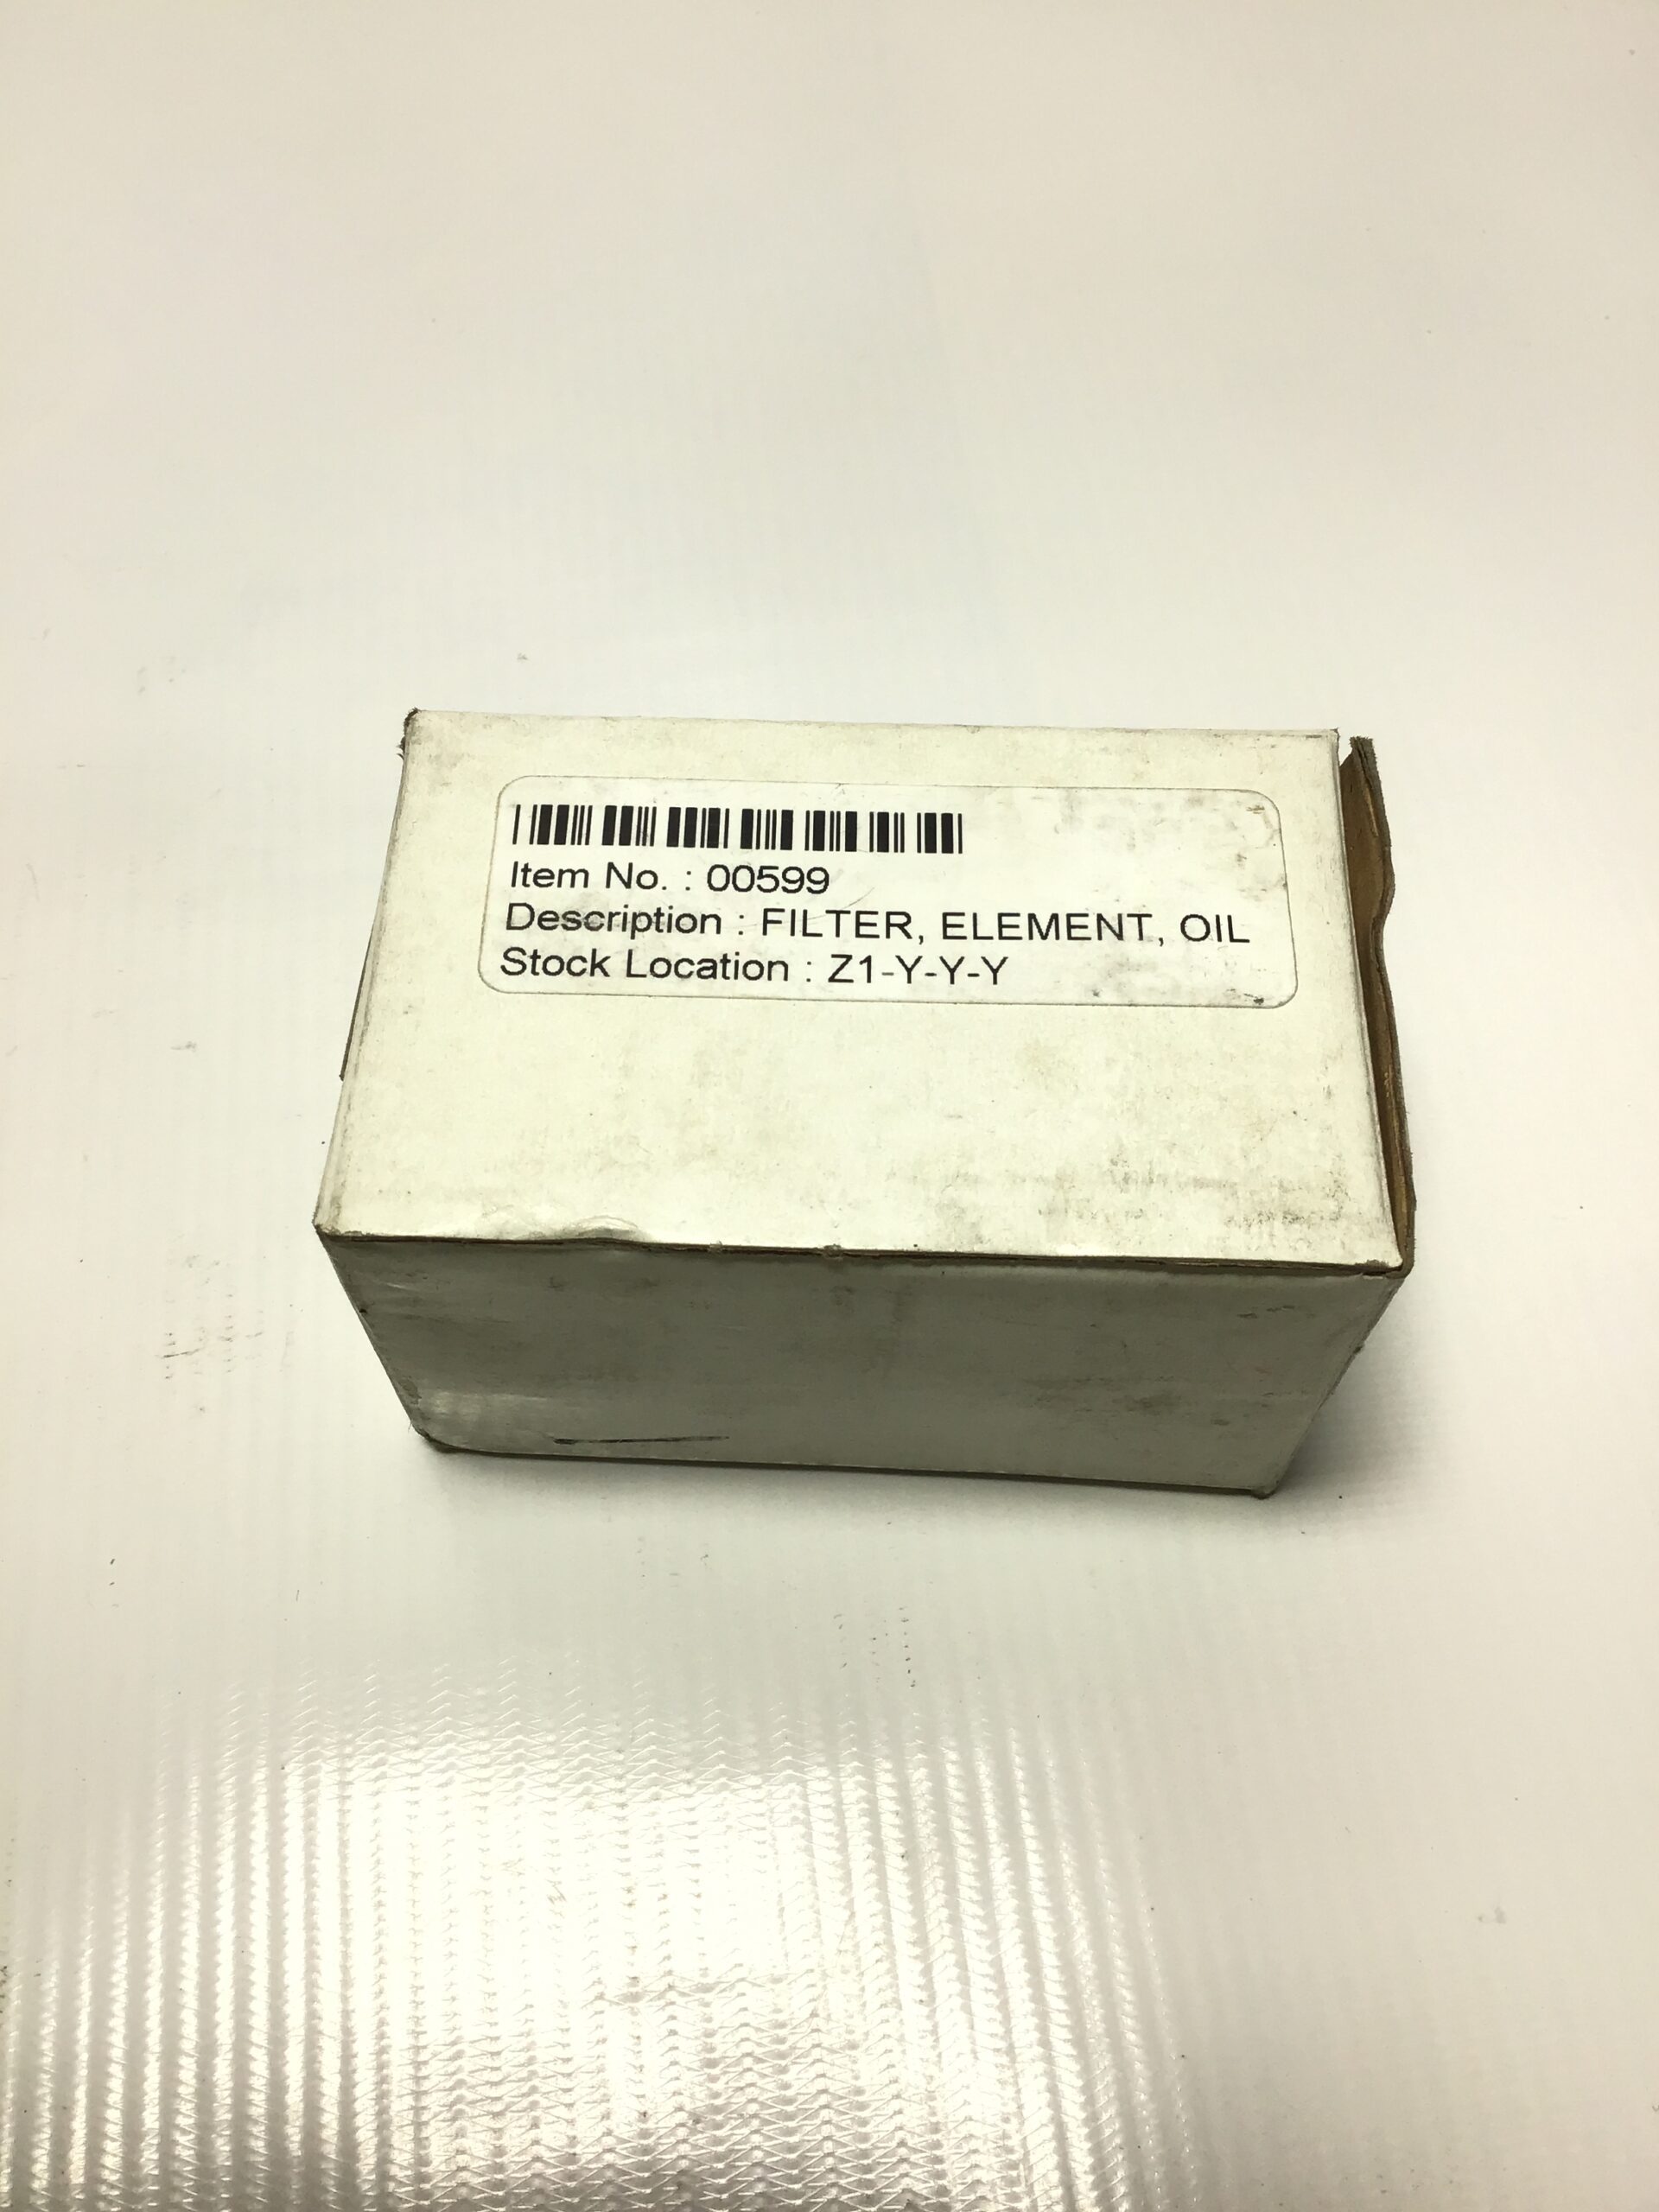 Item No. : 00599
Description : FILTER, ELEMENT, OIL
Stock Location : Z1-Y-Y-Y